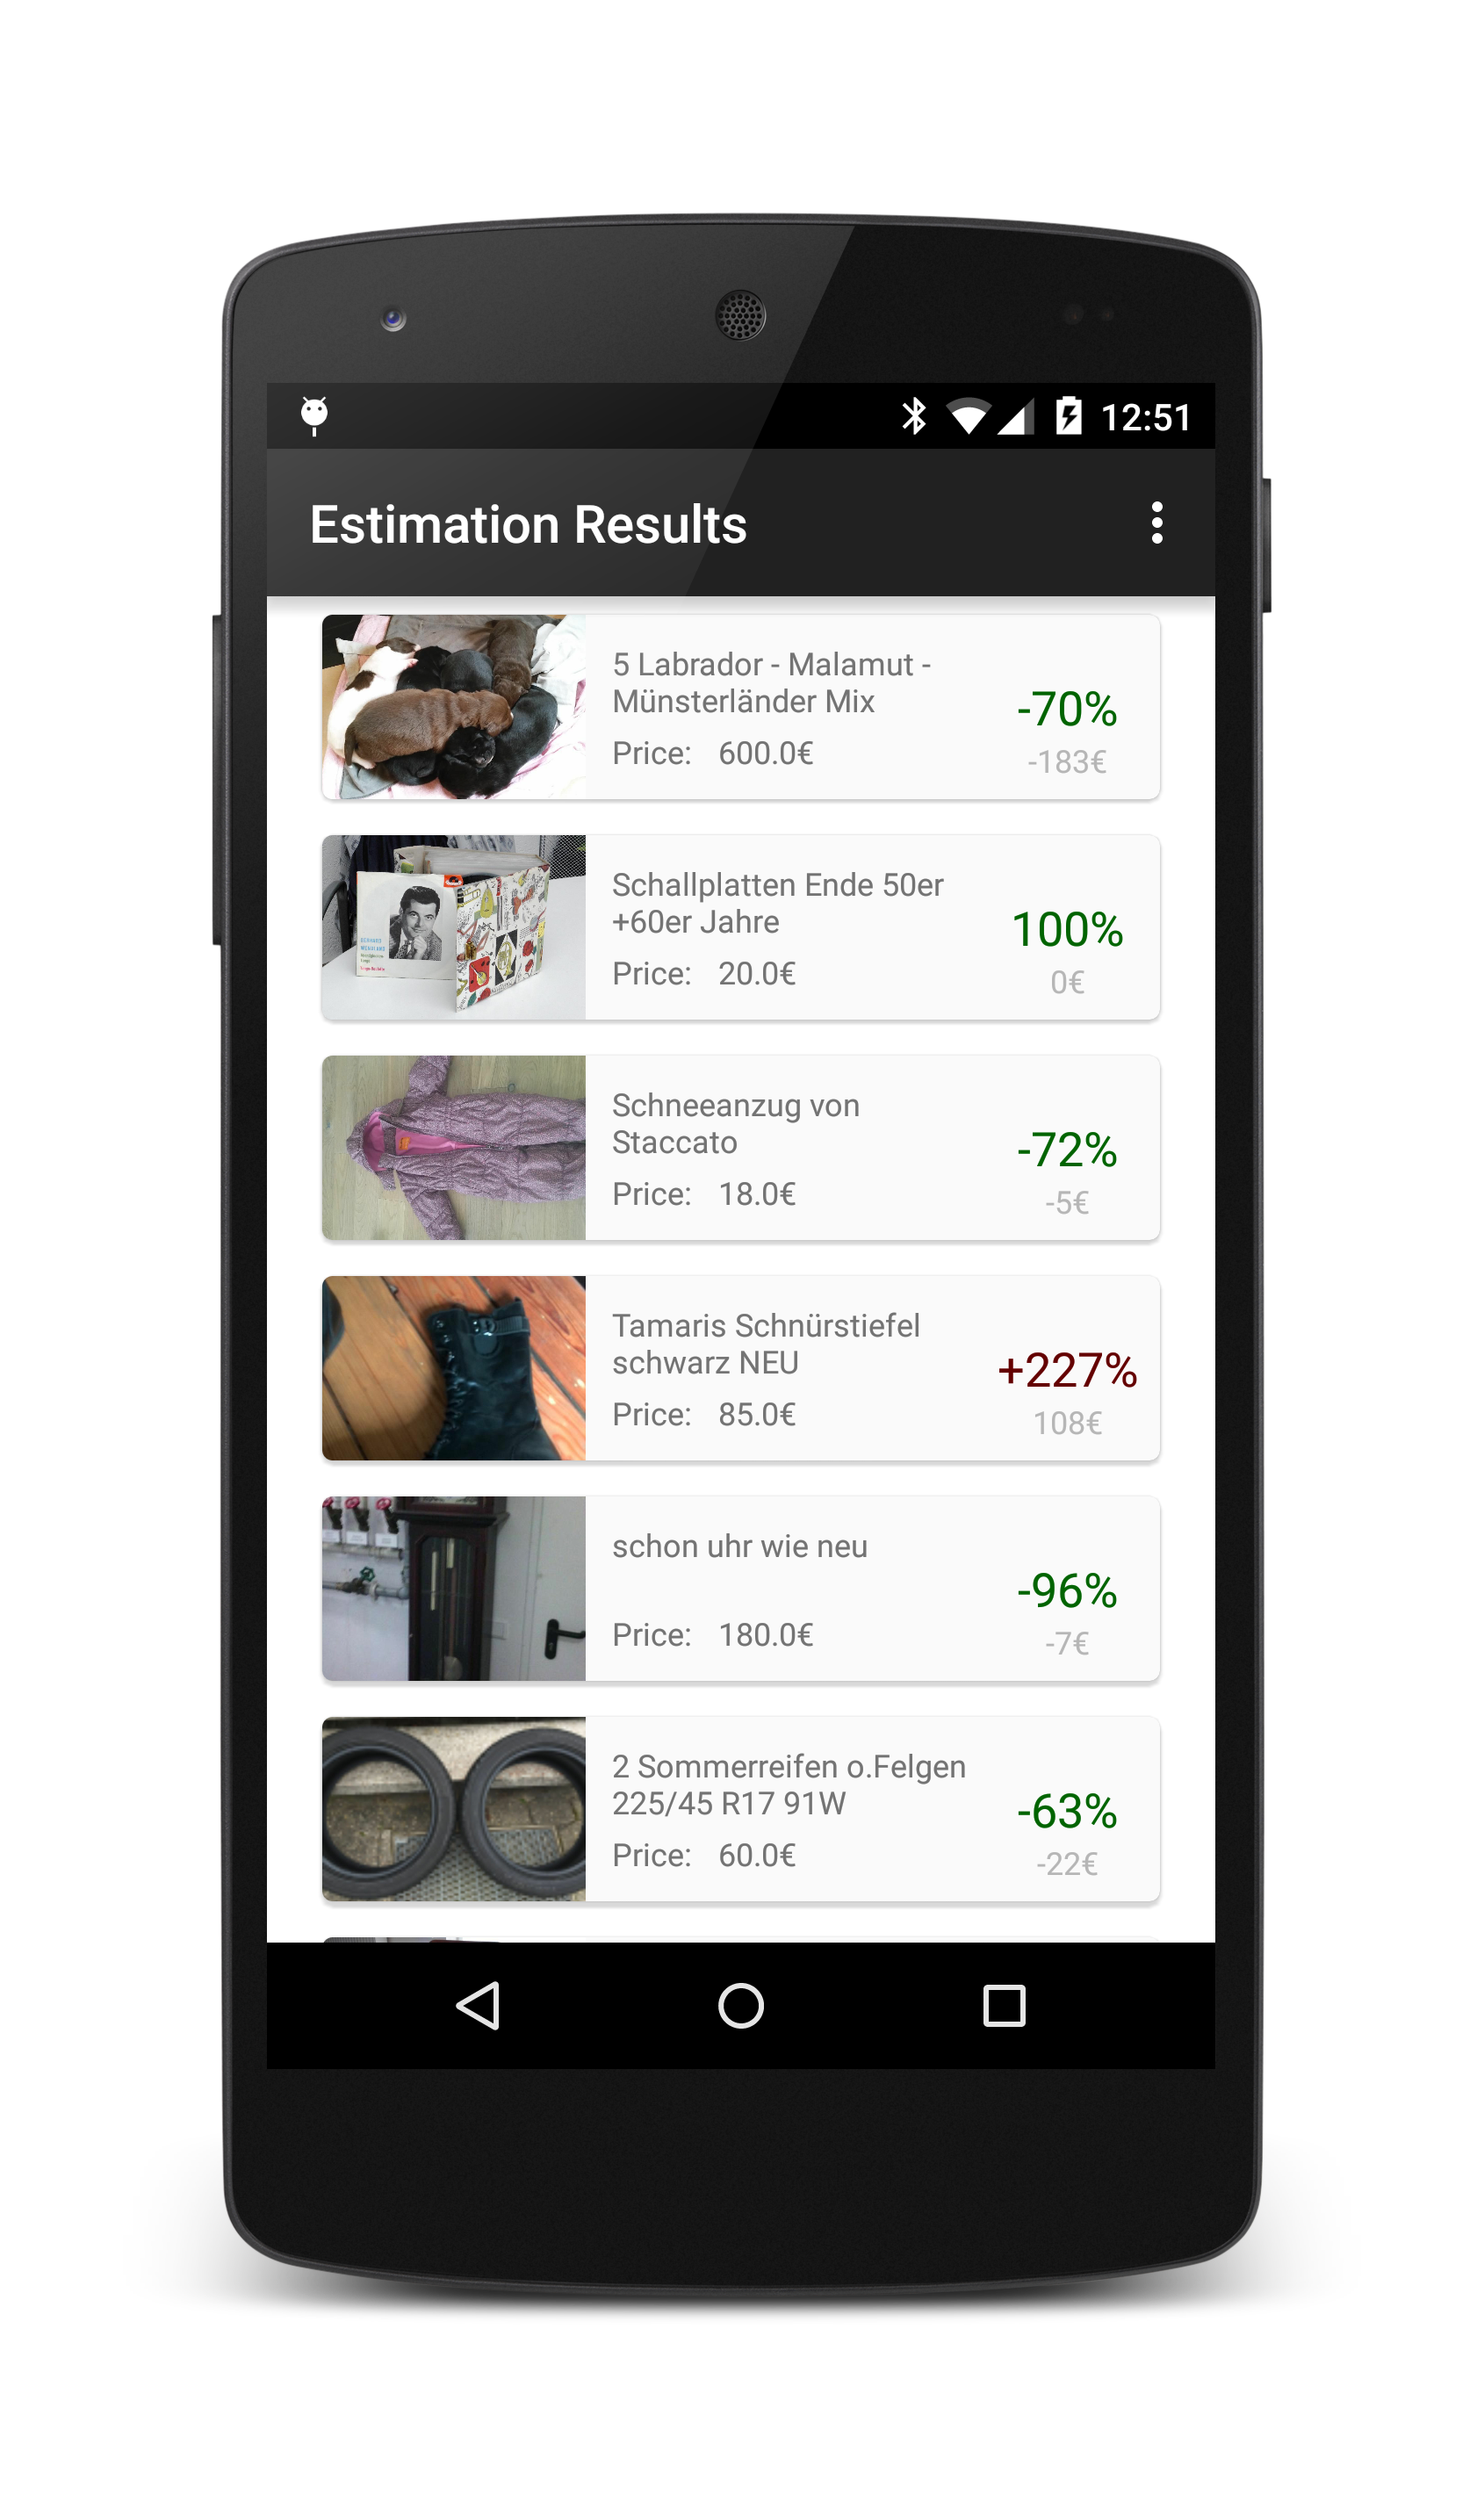 12:51
Estimation Results
5 Labrador - Malamut -
Münsterländer Mix
Price: 600.0€
-70%
-183€
Schallplatten Ende 50er
+60er Jahre
Price: 20.0€
100%
0€
Schneeanzug von
Staccato
Price: 18.0€
-72%
-5€
Tamaris Schnürstiefel
schwarz NEU
Price: 85.0€
+227%
108€
schon uhr wie neu
Price: 180.0€
-96%
-7€
2 Sommerreifen o.Felgen
225/45 R17 91W
Price: 60.0€
-63%
-22€